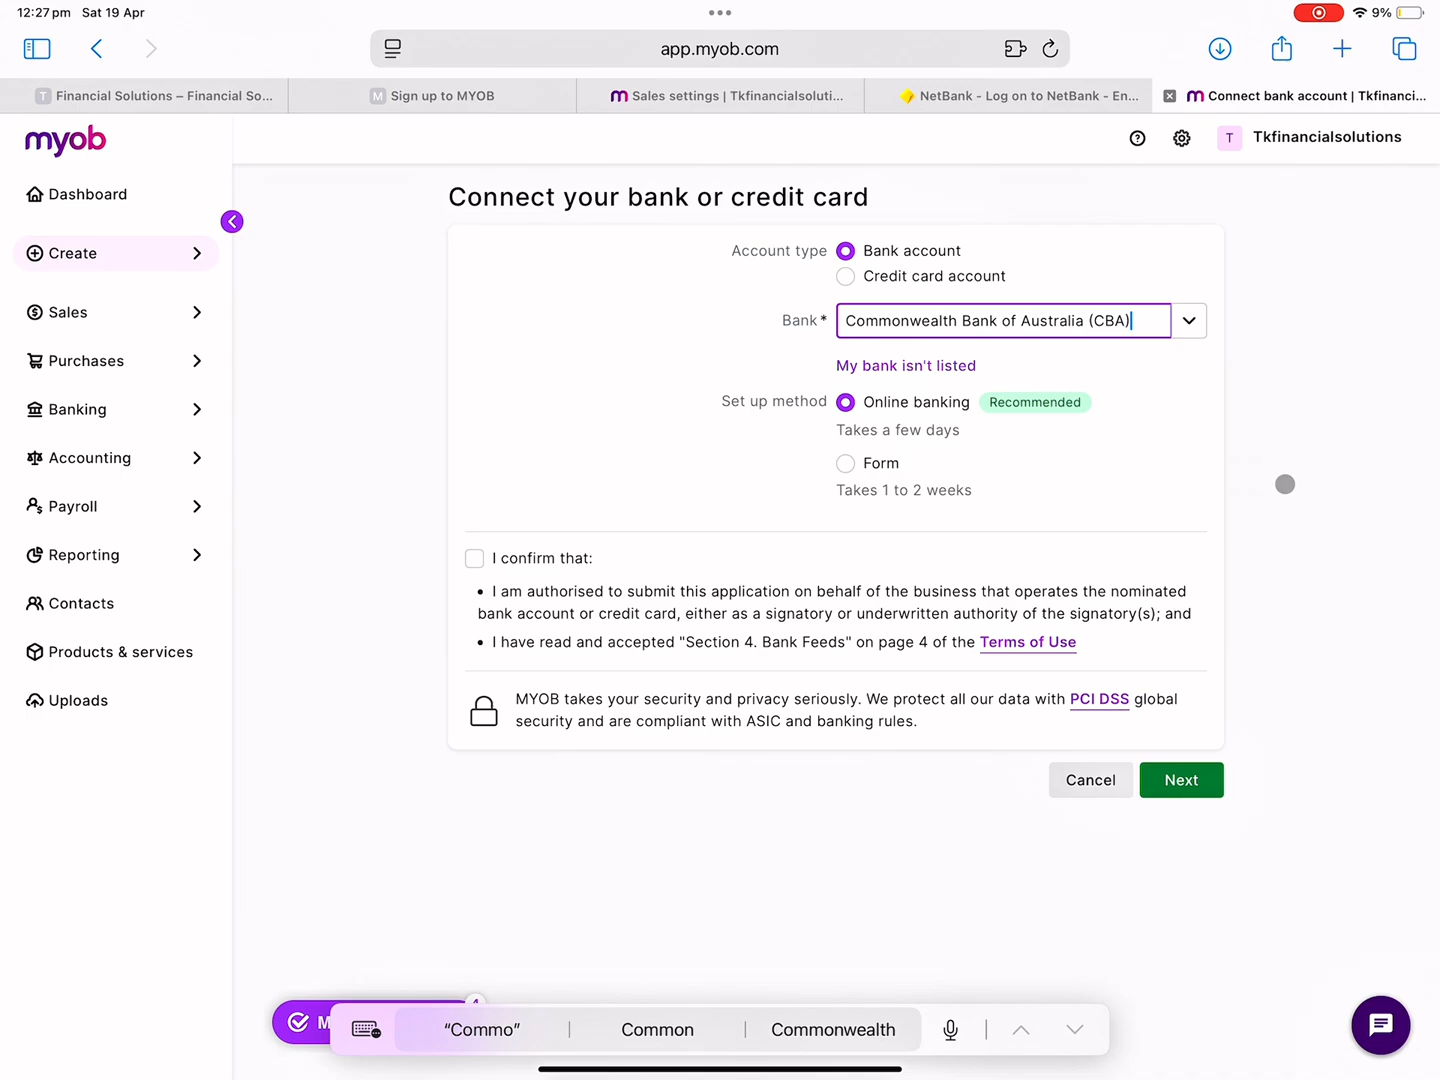 12:27 pm Sat 19 Apr
9%
app.myob.com
T Financial Solutions – Financial So...
M Sign up to MYOB
Sales settings | Tkfinancialsoluti...
NetBank - Log on to NetBank - En...
Connect bank account | Tkfinanci...
myob
T Tkfinancialsolutions
Dashboard
Create
Sales
Purchases
Banking
Accounting
Payroll
Reporting
Contacts
Products & services
Uploads
Connect your bank or credit card
Account type Bank account
Credit card account
Bank* Commonwealth Bank of Australia (CBA)
My bank isn't listed
Set up method Online banking Recommended
Takes a few days
Form
Takes 1 to 2 weeks
I confirm that:
• I am authorised to submit this application on behalf of the business that operates the nominated
bank account or credit card, either as a signatory or underwritten authority of the signatory(s); and
• I have read and accepted "Section 4. Bank Feeds" on page 4 of the Terms of Use
MYOB takes your security and privacy seriously. We protect all our data with PCI DSS global
security and are compliant with ASIC and banking rules.
Cancel Next
M
“Commo” Common Commonwealth